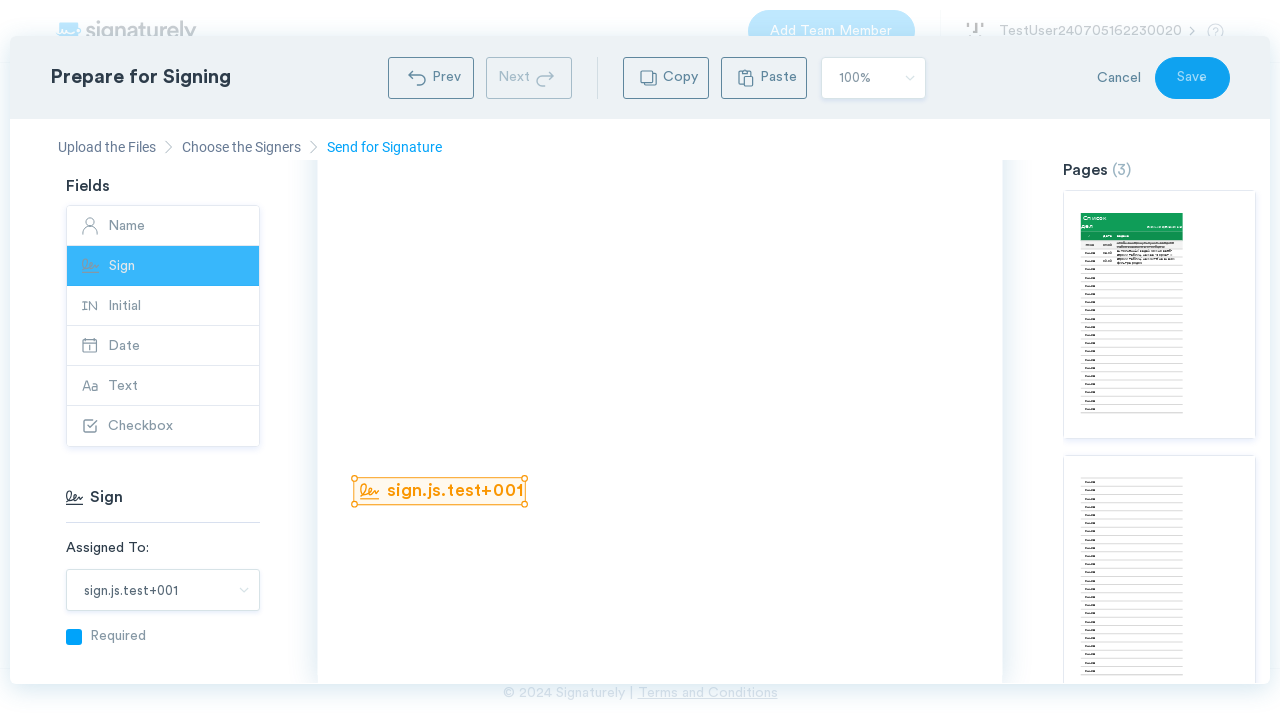 signaturely
Add Team Member
TestUser240705162230020
Prepare for Signing
Prev
Next
Copy
Paste
100%
Cancel
Save
Upload the Files
Choose the Signers
Send for Signature
Fields
Name
Sign
IN Initial
Date
Aa Text
Checkbox
Sign
Assigned To:
sign.js.test+001
Required
sign.js.test+001
Pages (3)
Список
дел
© 2024 Signaturely | Terms and Conditions